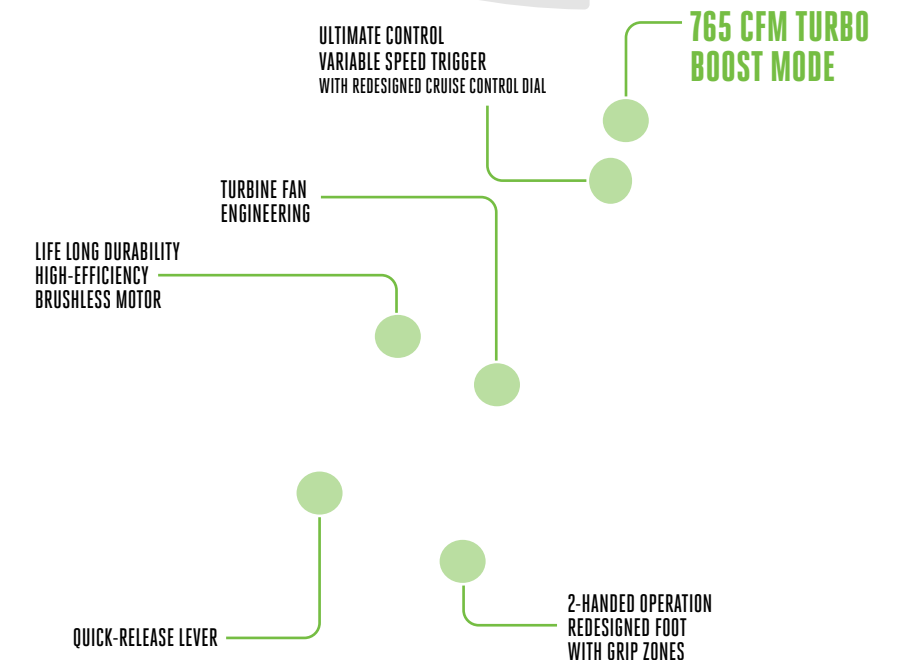 765 CFM TURBO
BOOST MODE
ULTIMATE CONTROL
VARIABLE SPEED TRIGGER
WITH REDESIGNED CRUISE CONTROL DIAL
TURBINE FAN
ENGINEERING
LIFE LONG DURABILITY
HIGH-EFFICIENCY
BRUSHLESS MOTOR
QUICK-RELEASE LEVER
2-HANDED OPERATION
REDESIGNED FOOT
WITH GRIP ZONES